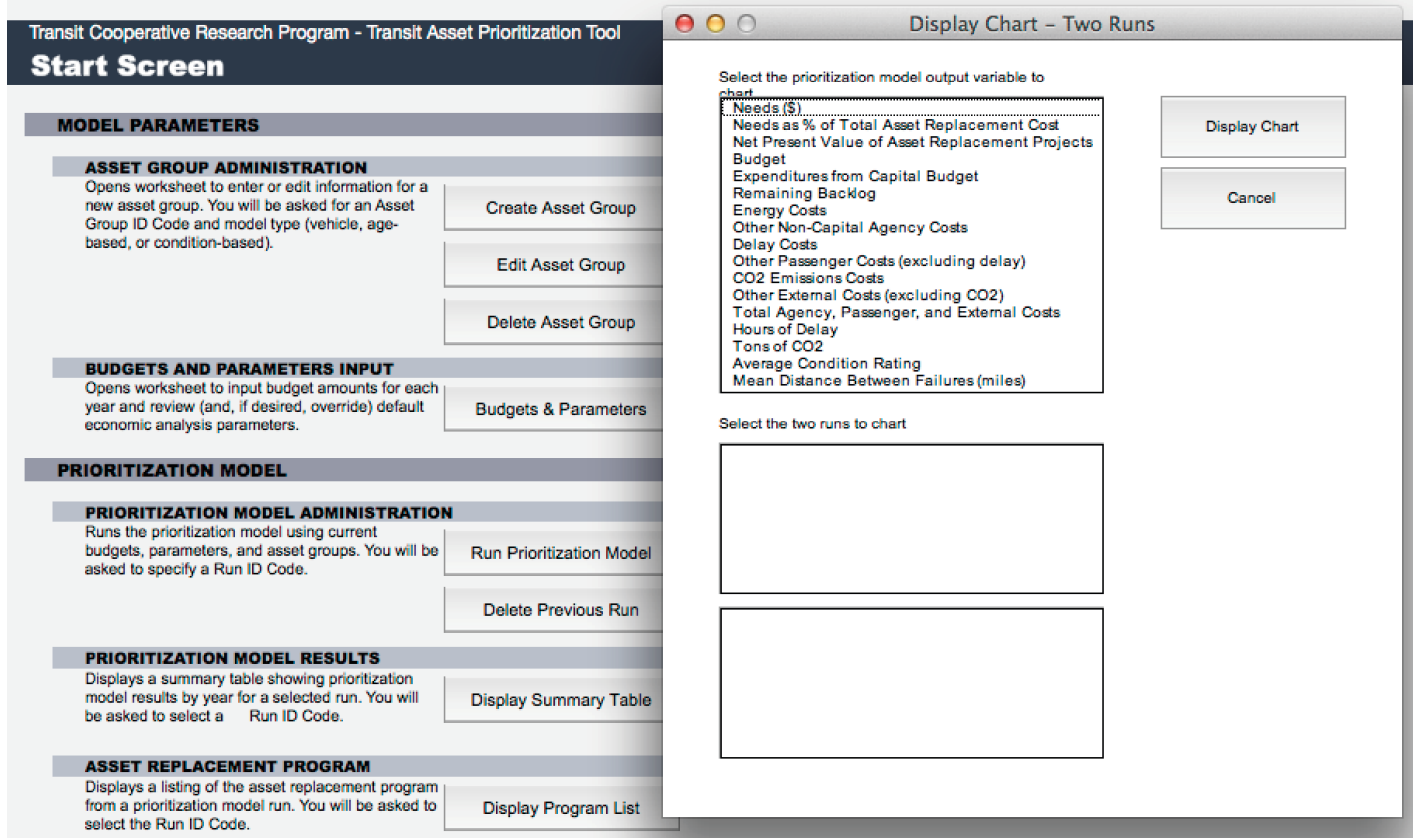 Transit Cooperative Research Program - Transit Asset Prioritization Tool
Start Screen
MODEL PARAMETERS
ASSET GROUP ADMINISTRATION
Opens worksheet to enter or edit information for a
new asset group. You will be asked for an Asset
Group ID Code and model type (vehicle, age-
based, or condition-based).
Create Asset Group
Edit Asset Group
Delete Asset Group
BUDGETS AND PARAMETERS INPUT
Opens worksheet to input budget amounts for each
year and review (and, if desired, override) default
economic analysis parameters.
Budgets & Parameters
PRIORITIZATION MODEL
PRIORITIZATION MODEL ADMINISTRATION
Runs the prioritization model using current
budgets, parameters, and asset groups. You will be
asked to specify a Run ID Code.
Run Prioritization Model
Delete Previous Run
PRIORITIZATION MODEL RESULTS
Displays a summary table showing prioritization
model results by year for a selected run. You will
be asked to select a Run ID Code.
Display Summary Table
ASSET REPLACEMENT PROGRAM
Displays a listing of the asset replacement program
from a prioritization model run. You will be asked to
select the Run ID Code.
Display Program List
Display Chart – Two Runs
Select the prioritization model output variable to
chart
Needs ($)
Needs as % of Total Asset Replacement Cost
Net Present Value of Asset Replacement Projects
Budget
Expenditures from Capital Budget
Remaining Backlog
Energy Costs
Other Non-Capital Agency Costs
Delay Costs
Other Passenger Costs (excluding delay)
CO2 Emissions Costs
Other External Costs (excluding CO2)
Total Agency, Passenger, and External Costs
Hours of Delay
Tons of CO2
Average Condition Rating
Mean Distance Between Failures (miles)
Display Chart
Cancel
Select the two runs to chart